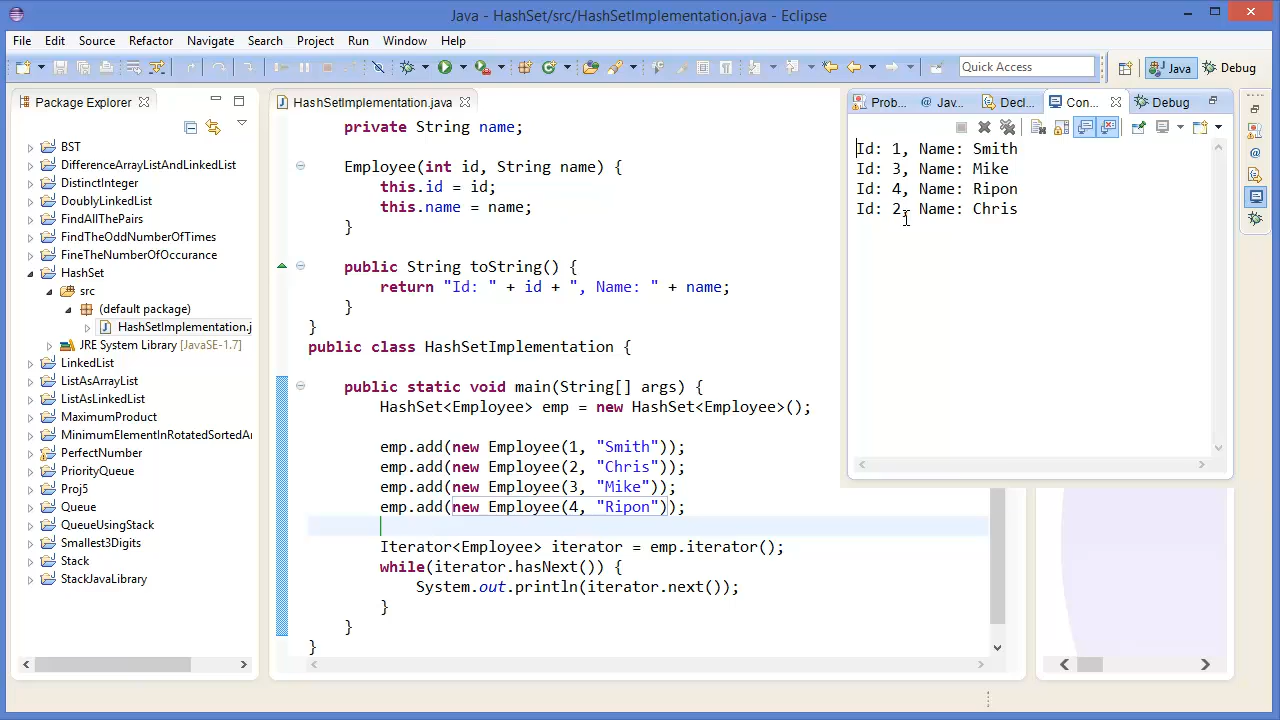 Java - HashSet/src/HashSetImplementation.java - Eclipse
File Edit Source Refactor Navigate Search Project Run Window Help
Quick Access
Java
Debug
Package Explorer
BST
DifferenceArrayListAndLinkedList
DistinctInteger
DoublyLinkedList
FindAllThePairs
FindTheOddNumberOfTimes
FineTheNumberOfOccurance
HashSet
src
(default package)
HashSetImplementation.j
JRE System Library [JavaSE-1.7]
LinkedList
ListAsArrayList
ListAsLinkedList
MaximumProduct
MinimumElementInRotatedSortedAr
PerfectNumber
PriorityQueue
Proj5
Queue
QueueUsingStack
Smallest3Digits
Stack
StackJavaLibrary
HashSetImplementation.java
private String name;
Employee(int id, String name) {
this.id = id;
this.name = name;
}
public String toString() {
return "Id: " + id + ", Name: " + name;
}
}
public class HashSetImplementation {
public static void main(String[] args) {
HashSet<Employee> emp = new HashSet<Employee>();
emp.add(new Employee(1, "Smith"));
emp.add(new Employee(2, "Chris"));
emp.add(new Employee(3, "Mike"));
emp.add(new Employee(4, "Ripon"));
Iterator<Employee> iterator = emp.iterator();
while(iterator.hasNext()) {
System.out.println(iterator.next());
}
}
}
Prob... Jav... Decl... Con... Debug
Id: 1, Name: Smith
Id: 3, Name: Mike
Id: 4, Name: Ripon
Id: 2, Name: Chris